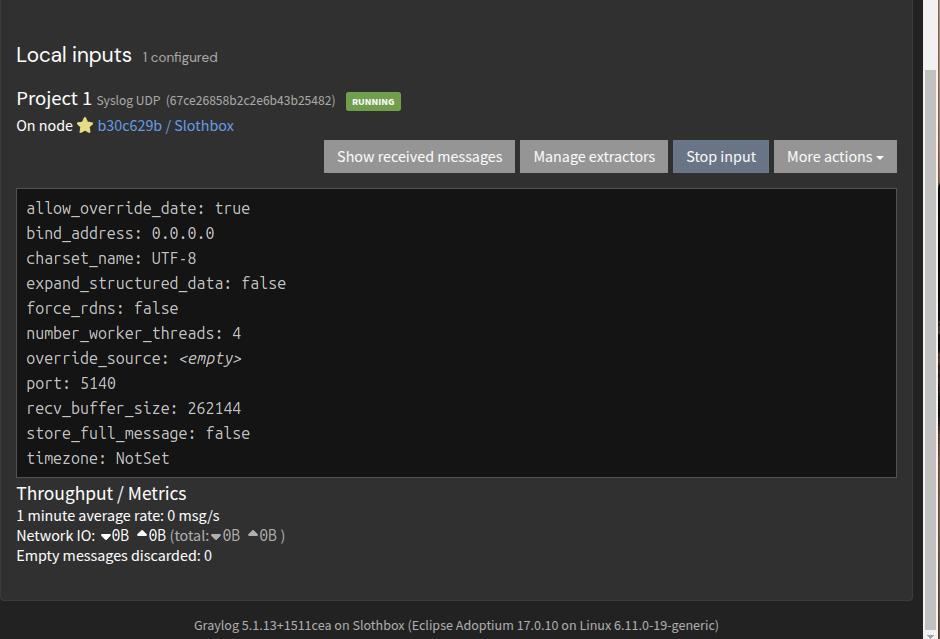 Local inputs 1 configured
Project 1 Syslog UDP (67ce26858b2c2e6b43b25482) RUNNING
On node b30c629b / Slothbox
Show received messages Manage extractors Stop input More actions
allow_override_date: true
bind_address: 0.0.0.0
charset_name: UTF-8
expand_structured_data: false
force_rdns: false
number_worker_threads: 4
override_source: <empty>
port: 5140
recv_buffer_size: 262144
store_full_message: false
timezone: NotSet
Throughput / Metrics
1 minute average rate: 0 msg/s
Network IO: 0B 0B (total: 0B 0B )
Empty messages discarded: 0
Graylog 5.1.13+1511cea on Slothbox (Eclipse Adoptium 17.0.10 on Linux 6.11.0-19-generic)